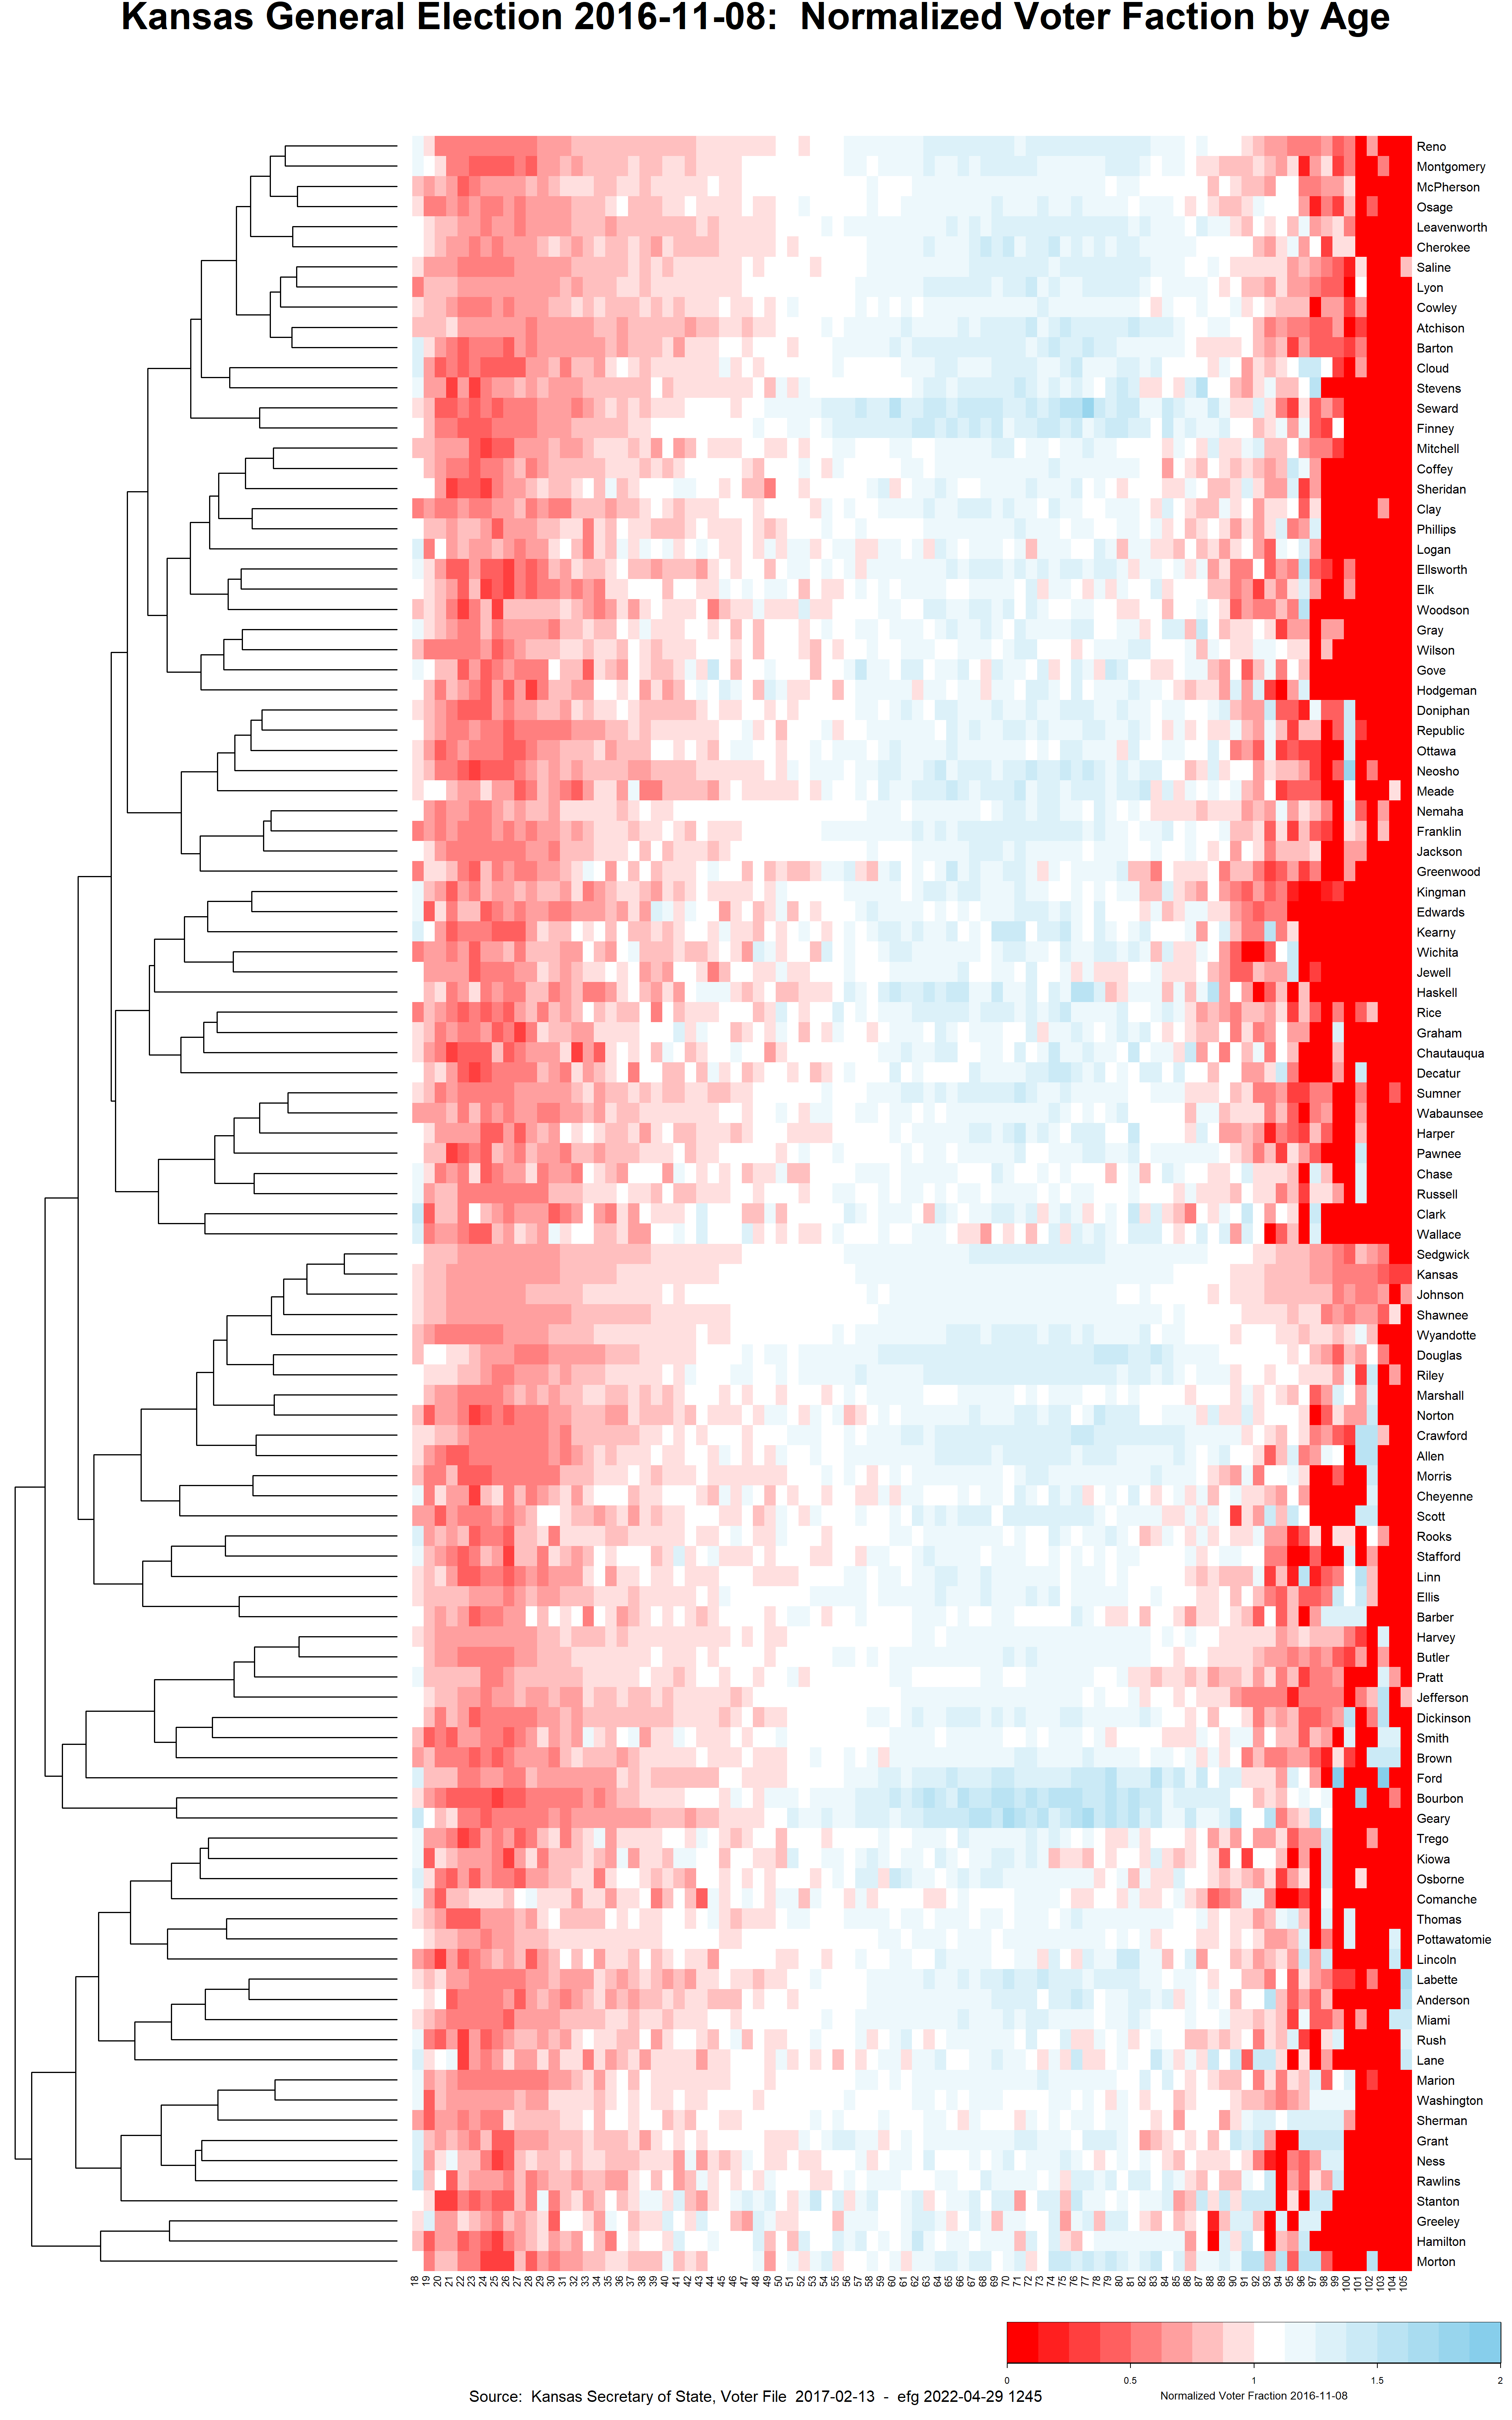 Kansas General Election 2016-11-08:  Normalized Voter Faction by Age
Reno
Montgomery
McPherson
Osage
Leavenworth
Cherokee
Saline
Lyon
Cowley
Atchison
Barton
Cloud
Stevens
Seward
Finney
Mitchell
Coffey
Sheridan
Clay
Phillips
Logan
Ellsworth
Elk
Woodson
Gray
Wilson
Gove
Hodgeman
Doniphan
Republic
Ottawa
Neosho
Meade
Nemaha
Franklin
Jackson
Greenwood
Kingman
Edwards
Kearny
Wichita
Jewell
Haskell
Rice
Graham
Chautauqua
Decatur
Sumner
Wabaunsee
Harper
Pawnee
Chase
Russell
Clark
Wallace
Sedgwick
Kansas
Johnson
Shawnee
Wyandotte
Douglas
Riley
Marshall
Norton
Crawford
Allen
Morris
Cheyenne
Scott
Rooks
Stafford
Linn
Ellis
Barber
Harvey
Butler
Pratt
Jefferson
Dickinson
Smith
Brown
Ford
Bourbon
Geary
Trego
Kiowa
Osborne
Comanche
Thomas
Pottawatomie
Lincoln
Labette
Anderson
Miami
Rush
Lane
Marion
Washington
Sherman
Grant
Ness
Rawlins
Stanton
Greeley
Hamilton
Morton
18 19 20 21 22 23 24 25 26 27 28 29 30 31 32 33 34 35 36 37 38 39 40 41 42 43 44 45 46 47 48 49 50 51 52 53 54 55 56 57 58 59 60 61 62 63 64 65 66 67 68 69 70 71 72 73 74 75 76 77 78 79 80 81 82 83 84 85 86 87 88 89 90 91 92 93 94 95 96 97 98 99 100 101 102 103 104 105
0 0.5 1 1.5 2
Normalized Voter Fraction 2016-11-08
Source:  Kansas Secretary of State, Voter File  2017-02-13  -  efg 2022-04-29 1245